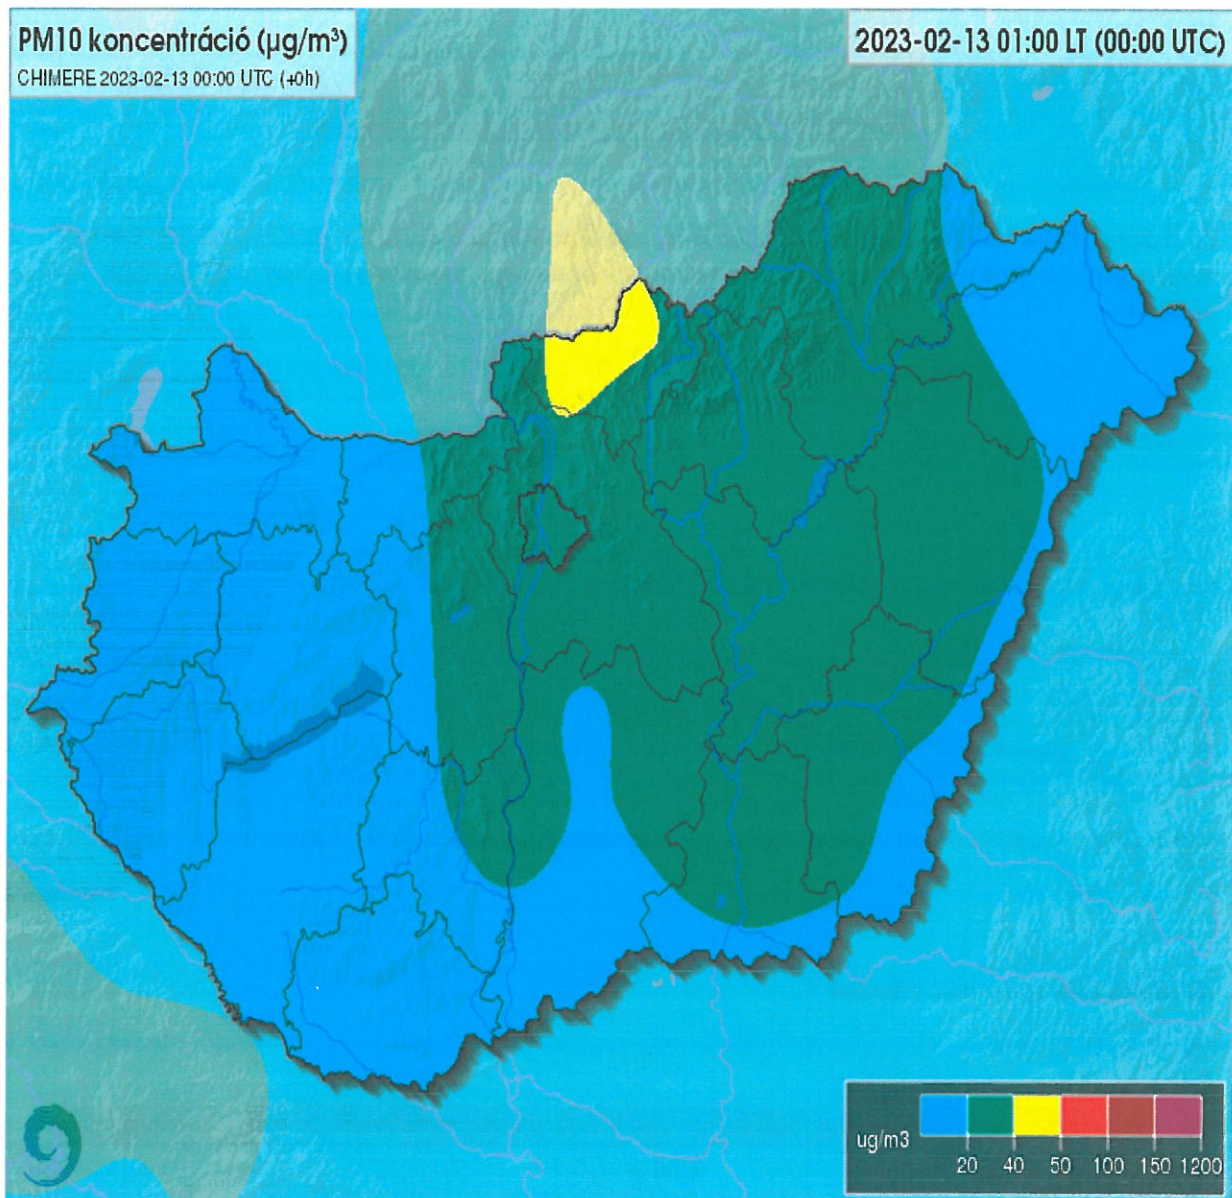 PM10 koncentráció (µg/m³)
CHIMERE 2023-02-13 00:00 UTC (+0h)
2023-02-13 01:00 LT (00:00 UTC)
ug/m3
20 40 50 100 150 1200